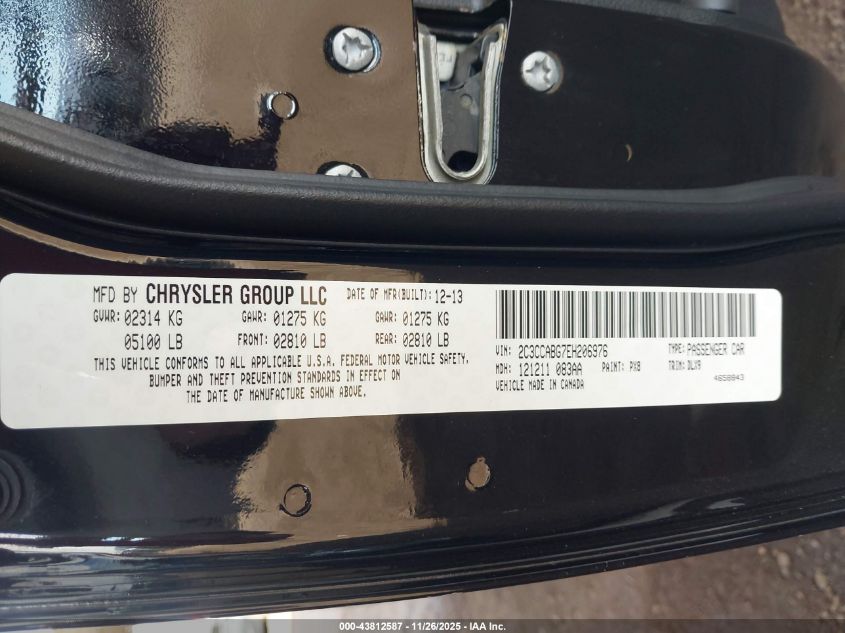 MFD BY CHRYSLER GROUP LLC DATE OF MFR(BUILT): 12-13
GVWR: 02314 KG GAWR: 01275 KG GAWR: 01275 KG
05100 LB FRONT: 02810 LB REAR: 02810 LB
THIS VEHICLE CONFORMS TO ALL APPLICABLE U.S.A. FEDERAL MOTOR VEHICLE SAFETY,
BUMPER AND THEFT PREVENTION STANDARDS IN EFFECT ON
THE DATE OF MANUFACTURE SHOWN ABOVE.
VIN: 2C3CCABG7EH206976 TYPE: PASSENGER CAR
MDH: 121211 083AA PAINT: PX8 TRIM: DLX9
VEHICLE MADE IN CANADA 4658843
000-43812587 - 11/26/2025 - IAA Inc.